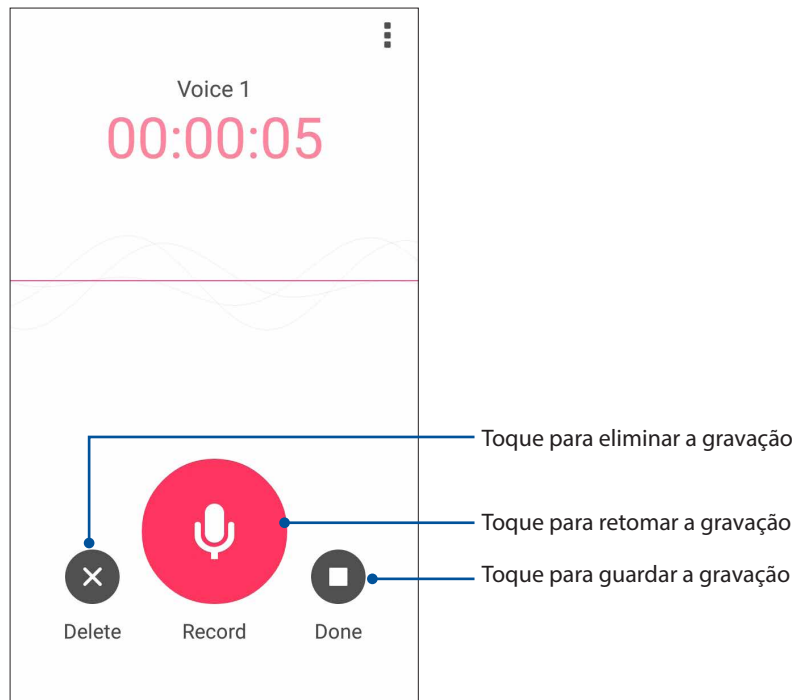 Voice 1
00:00:05
Toque para eliminar a gravação
Toque para retomar a gravação
Toque para guardar a gravação
Delete
Record
Done